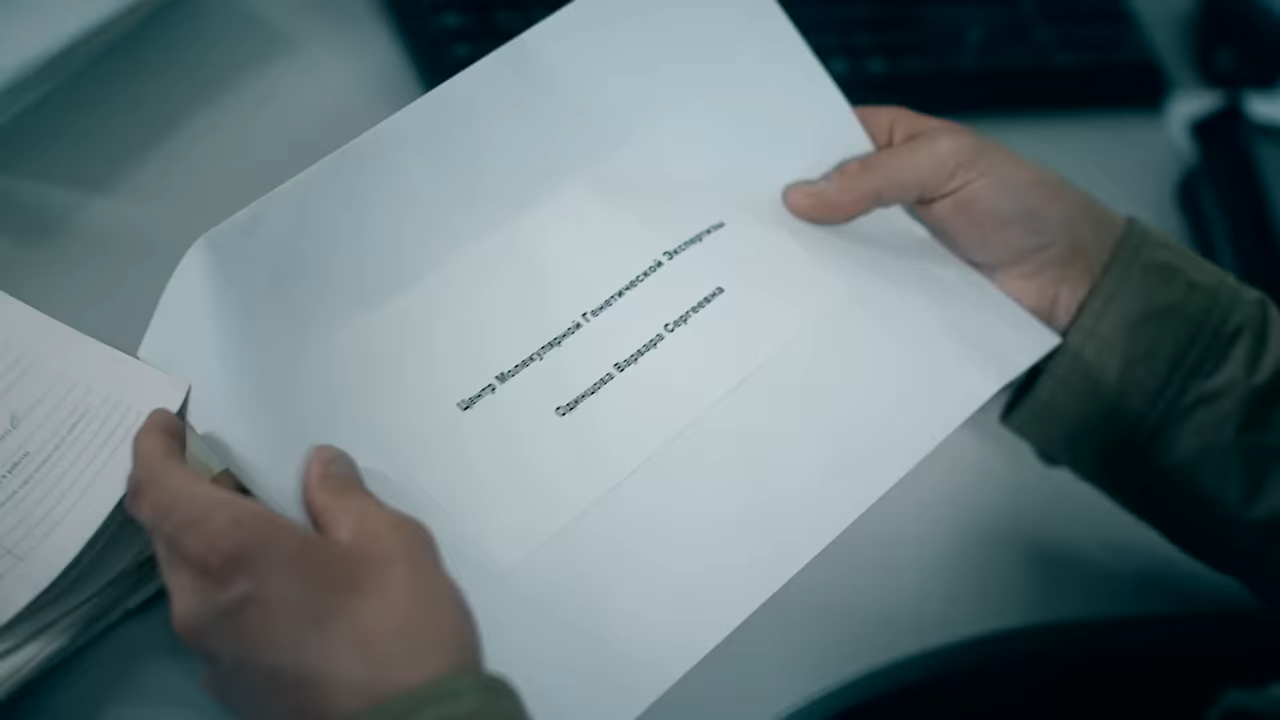 Центр Молекулярной Генетической Экспертизы
Одинцова Варвара Сергеевна